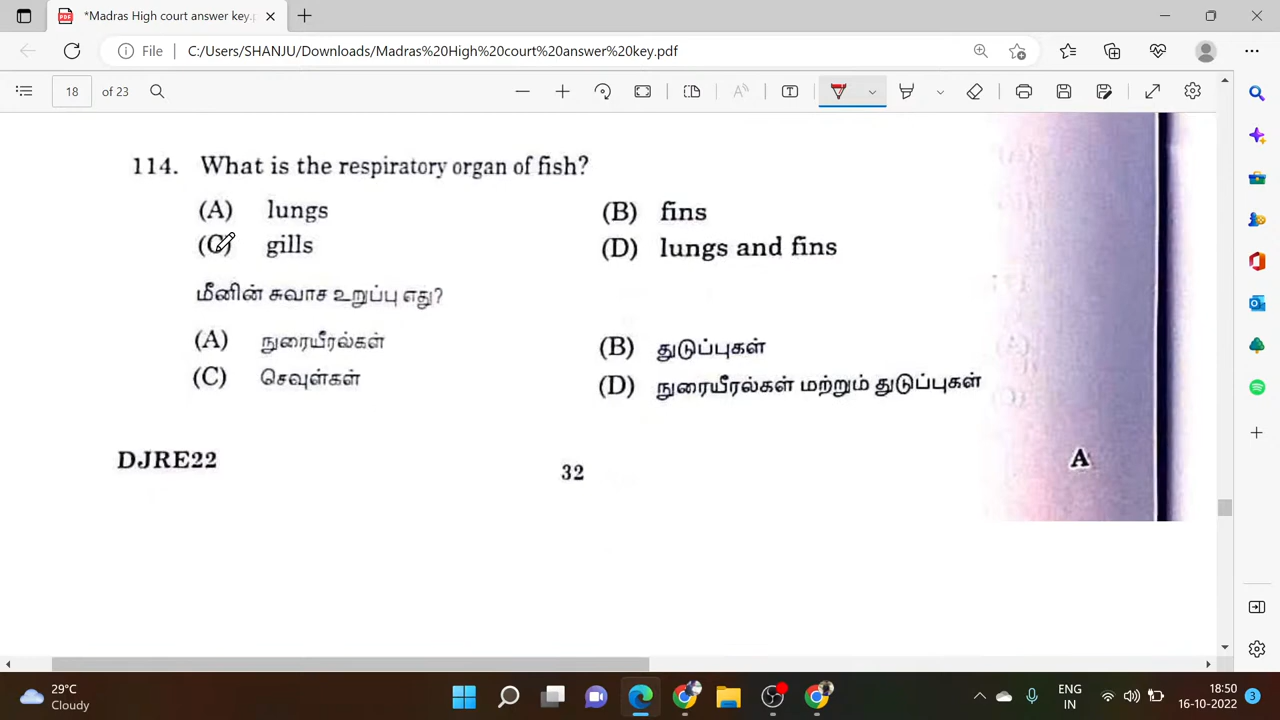 *Madras High court answer key.p
File C:/Users/SHANJU/Downloads/Madras%20High%20court%20answer%20key.pdf
18 of 23
114. What is the respiratory organ of fish?
(A) lungs (B) fins
(C) gills (D) lungs and fins
மீனின் சுவாச உறுப்பு எது?
(A) நுரையீரல்கள் (B) துடுப்புகள்
(C) செவுள்கள் (D) நுரையீரல்கள் மற்றும் துடுப்புகள்
DJRE22 32 A
29°C ENG 18:50
Cloudy IN 16-10-2022 3